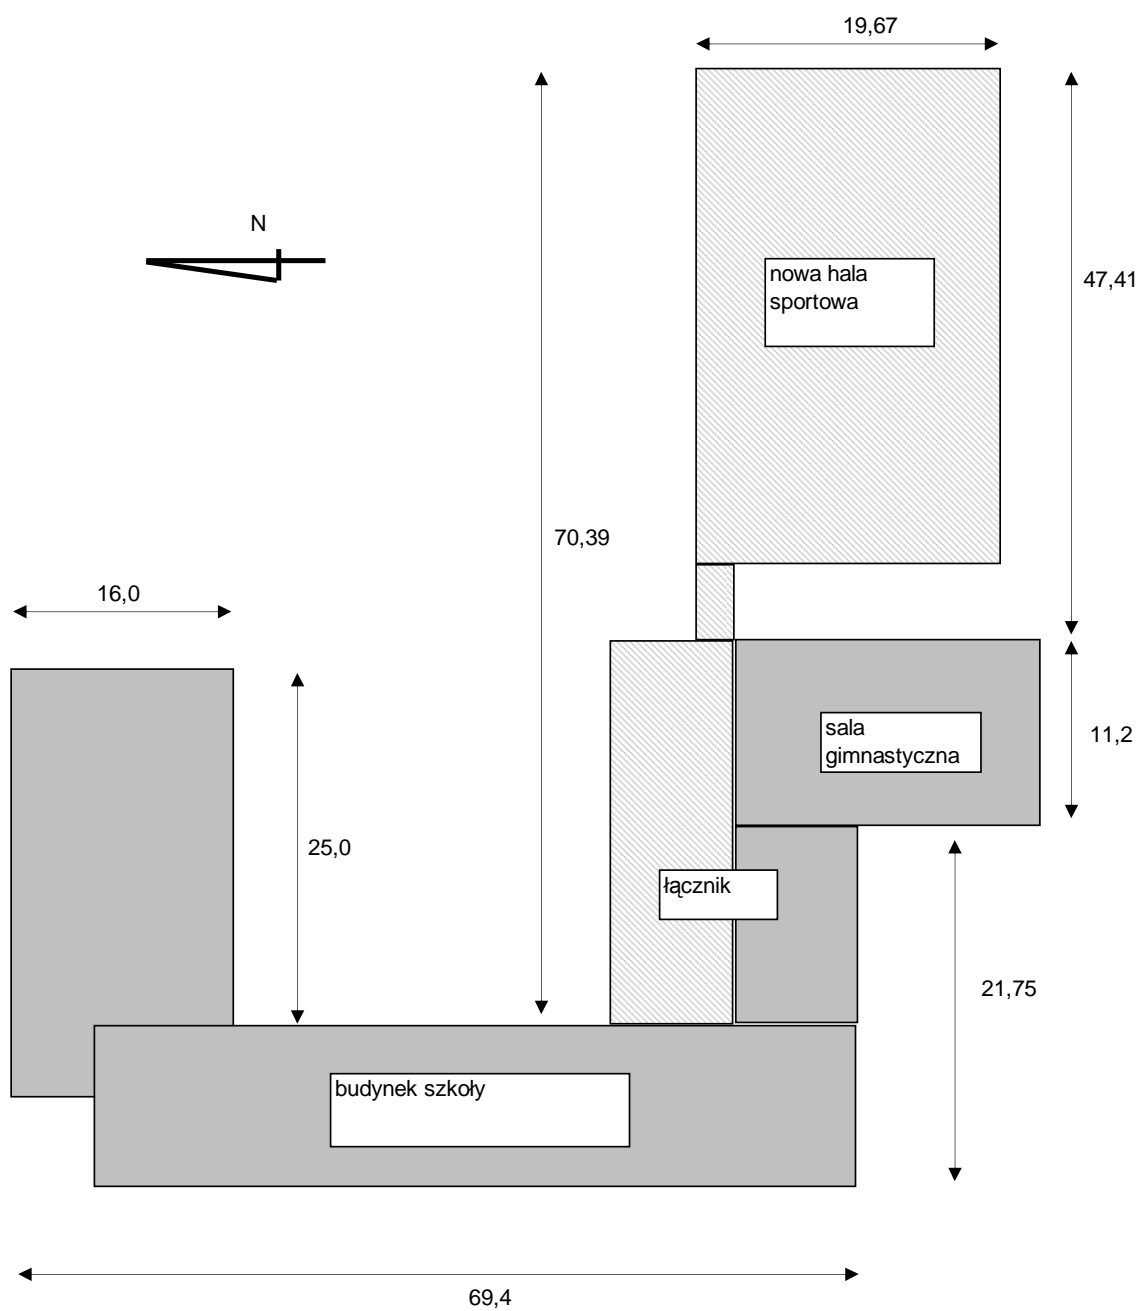 19,67
N
nowa hala
sportowa
47,41
70,39
16,0
sala
gimnastyczna
11,2
25,0
łącznik
21,75
budynek szkoły
69,4